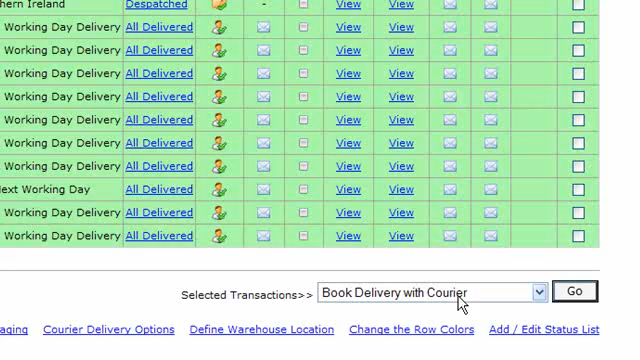 hern Ireland Despatched - View View
Working Day Delivery All Delivered View View
Working Day Delivery All Delivered View View
Working Day Delivery All Delivered View View
Working Day Delivery All Delivered View View
Working Day Delivery All Delivered View View
Working Day Delivery All Delivered View View
Working Day Delivery All Delivered View View
Next Working Day All Delivered View View
Working Day Delivery All Delivered View View
Working Day Delivery All Delivered View View
Selected Transactions>> Book Delivery with Courier Go
aging Courier Delivery Options Define Warehouse Location Change the Row Colors Add / Edit Status List